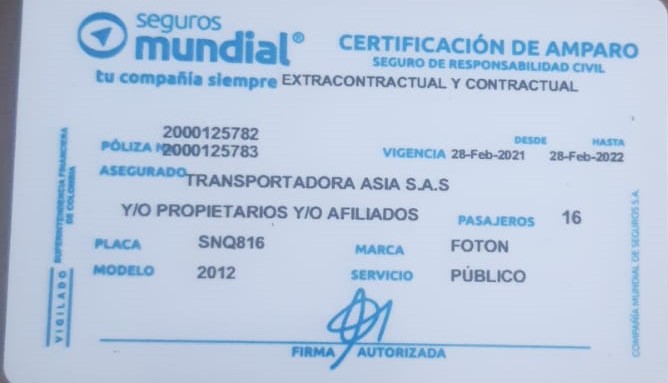 seguros
mundial®
tu compañía siempre
CERTIFICACIÓN DE AMPARO
SEGURO DE RESPONSABILIDAD CIVIL
EXTRACONTRACTUAL Y CONTRACTUAL
2000125782
PÓLIZA N 2000125783
VIGENCIA DESDE 28-Feb-2021 HASTA 28-Feb-2022
ASEGURADO TRANSPORTADORA ASIA S.A.S
Y/O PROPIETARIOS Y/O AFILIADOS
PASAJEROS 16
PLACA SNQ816
MARCA FOTON
MODELO 2012
SERVICIO PÚBLICO
FIRMA AUTORIZADA
VIGILADO SUPERINTENDENCIA FINANCIERA
DE COLOMBIA
COMPAÑÍA MUNDIAL DE SEGUROS S.A.